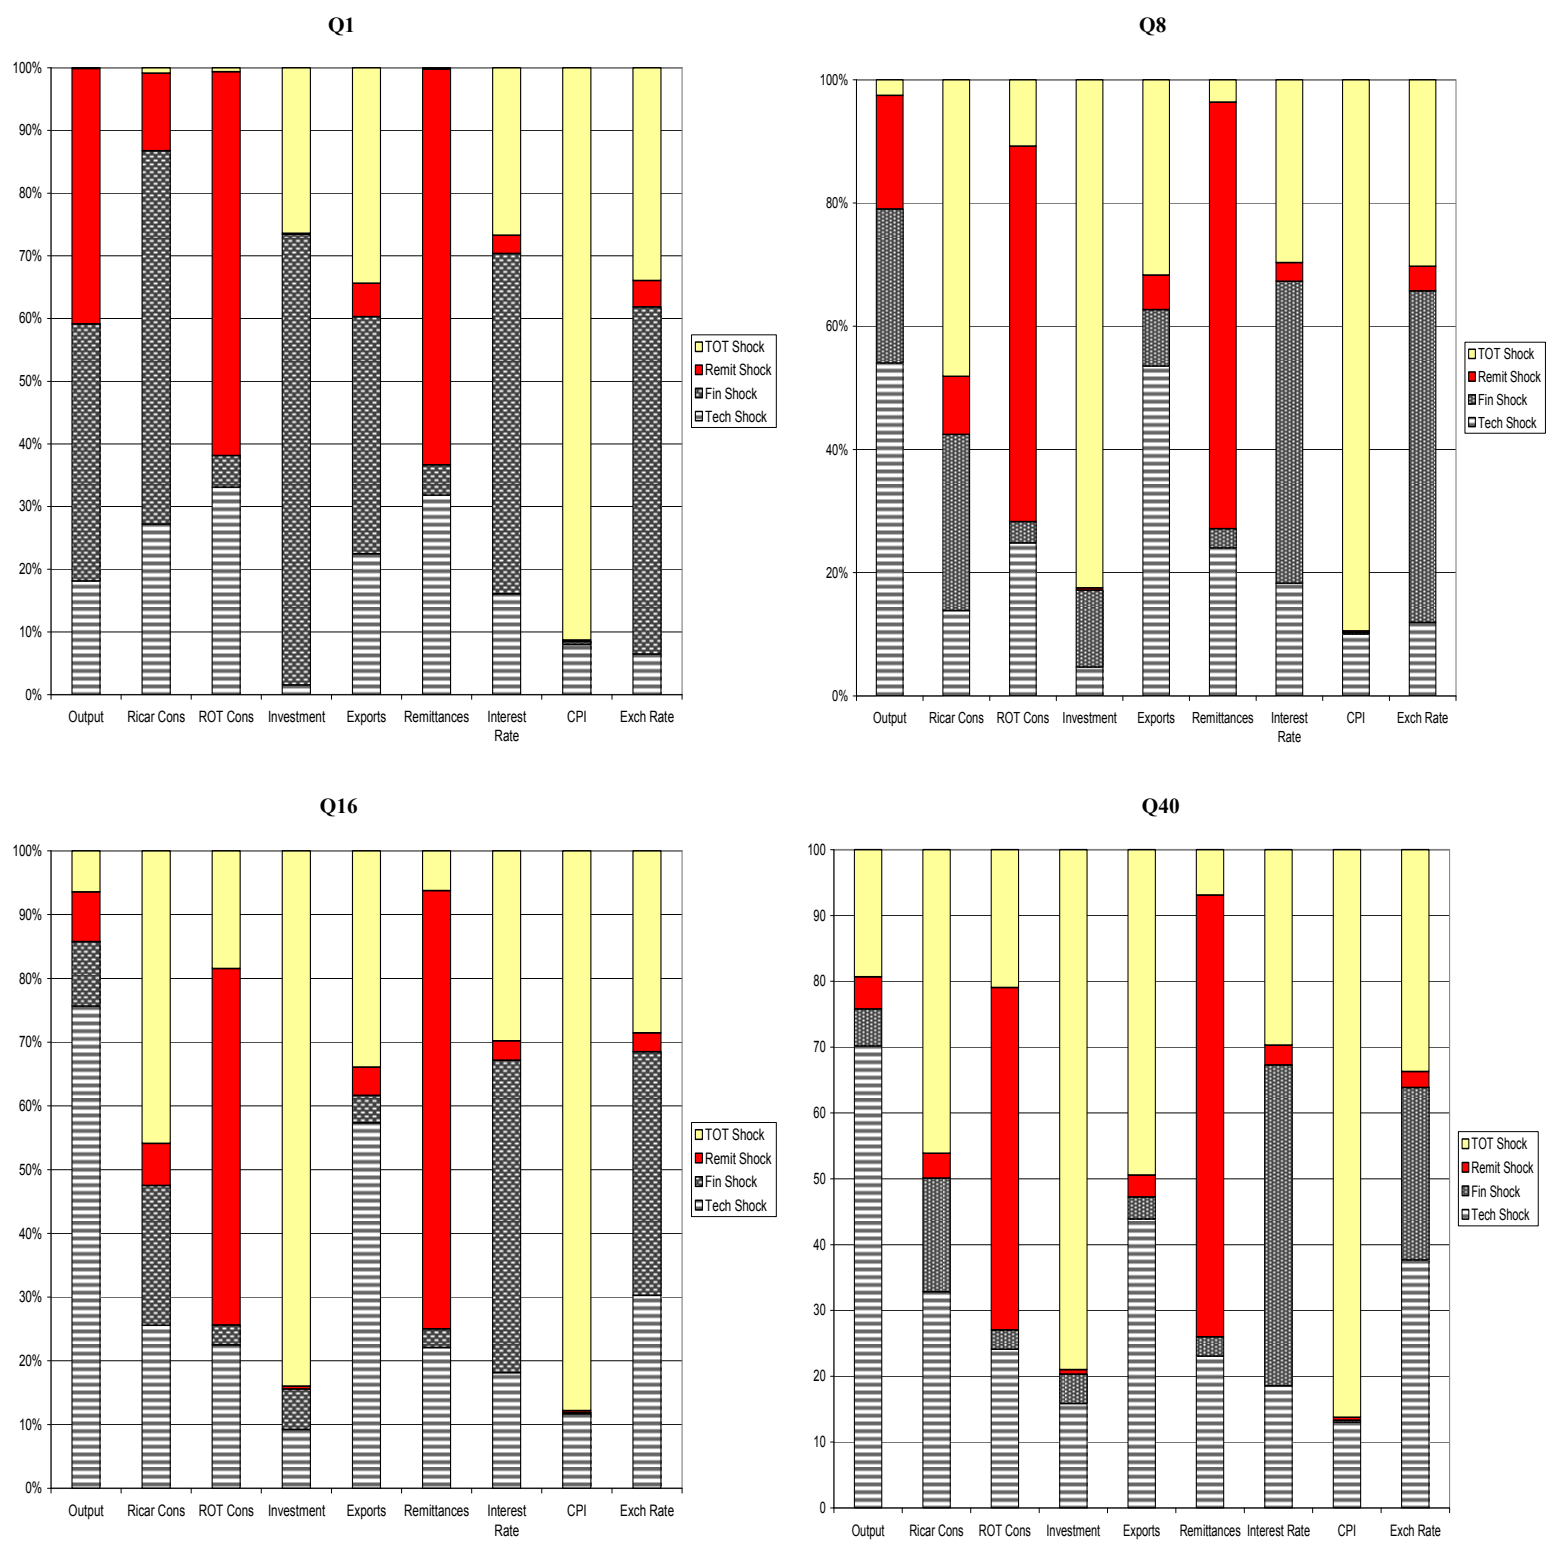 Q1
100%
90%
80%
70%
60%
50%
40%
30%
20%
10%
0%
Output Ricar Cons ROT Cons Investment Exports Remittances Interest Rate CPI Exch Rate
TOT Shock
Remit Shock
Fin Shock
Tech Shock
Q8
100%
80%
60%
40%
20%
0%
Output Ricar Cons ROT Cons Investment Exports Remittances Interest Rate CPI Exch Rate
TOT Shock
Remit Shock
Fin Shock
Tech Shock
Q16
100%
90%
80%
70%
60%
50%
40%
30%
20%
10%
0%
Output Ricar Cons ROT Cons Investment Exports Remittances Interest Rate CPI Exch Rate
TOT Shock
Remit Shock
Fin Shock
Tech Shock
Q40
100
90
80
70
60
50
40
30
20
10
0
Output Ricar Cons ROT Cons Investment Exports Remittances Interest Rate CPI Exch Rate
TOT Shock
Remit Shock
Fin Shock
Tech Shock